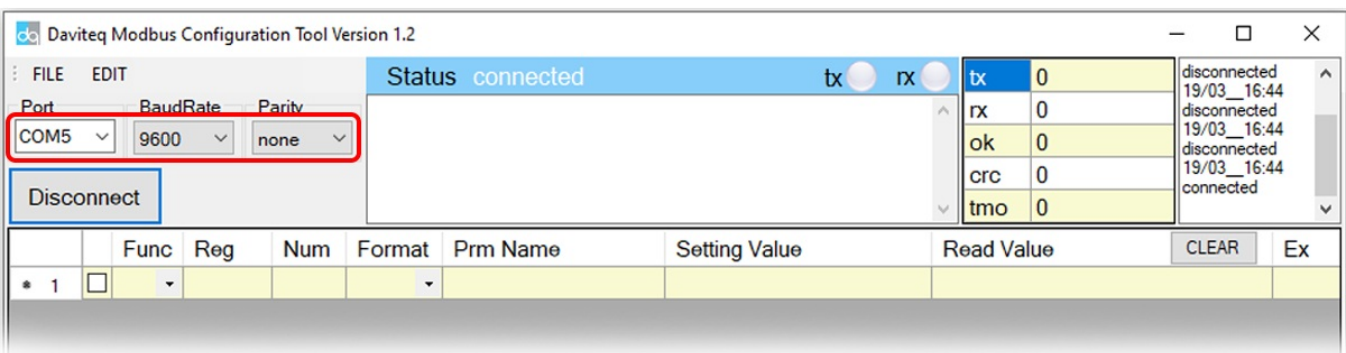 dq Daviteq Modbus Configuration Tool Version 1.2
FILE EDIT
Port BaudRate Parity
COM5 9600 none
Disconnect
Status connected tx rx
tx 0
rx 0
ok 0
crc 0
tmo 0
disconnected
19/03__16:44
disconnected
19/03__16:44
disconnected
19/03__16:44
connected
Func Reg Num Format Prm Name Setting Value Read Value CLEAR Ex
* 1